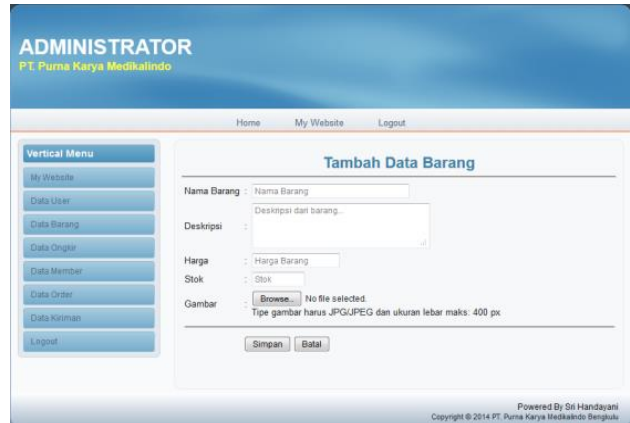 ADMINISTRATOR
PT. Purna Karya Medikalindo
Home My Website Logout
Vertical Menu
My Website
Data User
Data Barang
Data Ongkir
Data Member
Data Order
Data Kiriman
Logout
Tambah Data Barang
Nama Barang : Nama Barang
Deskripsi : Deskripsi dari barang..
Harga : Harga Barang
Stok : Stok
Gambar : Browse... No file selected.
Tipe gambar harus JPG/JPEG dan ukuran lebar maks: 400 px
Simpan Batal
Powered By Sri Handayani
Copyright © 2014 PT. Purna Karya Medikalindo Bengkulu